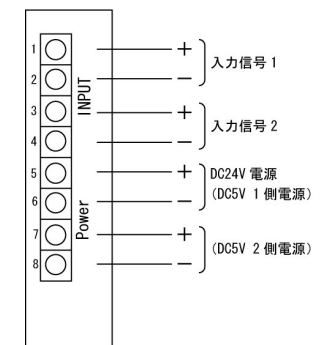 1
+
入力信号 1
2
−
INPUT
3
+
入力信号 2
4
−
5
+
DC24V 電源
(DC5V 1 側電源)
6
−
Power
7
+
(DC5V 2 側電源)
8
−